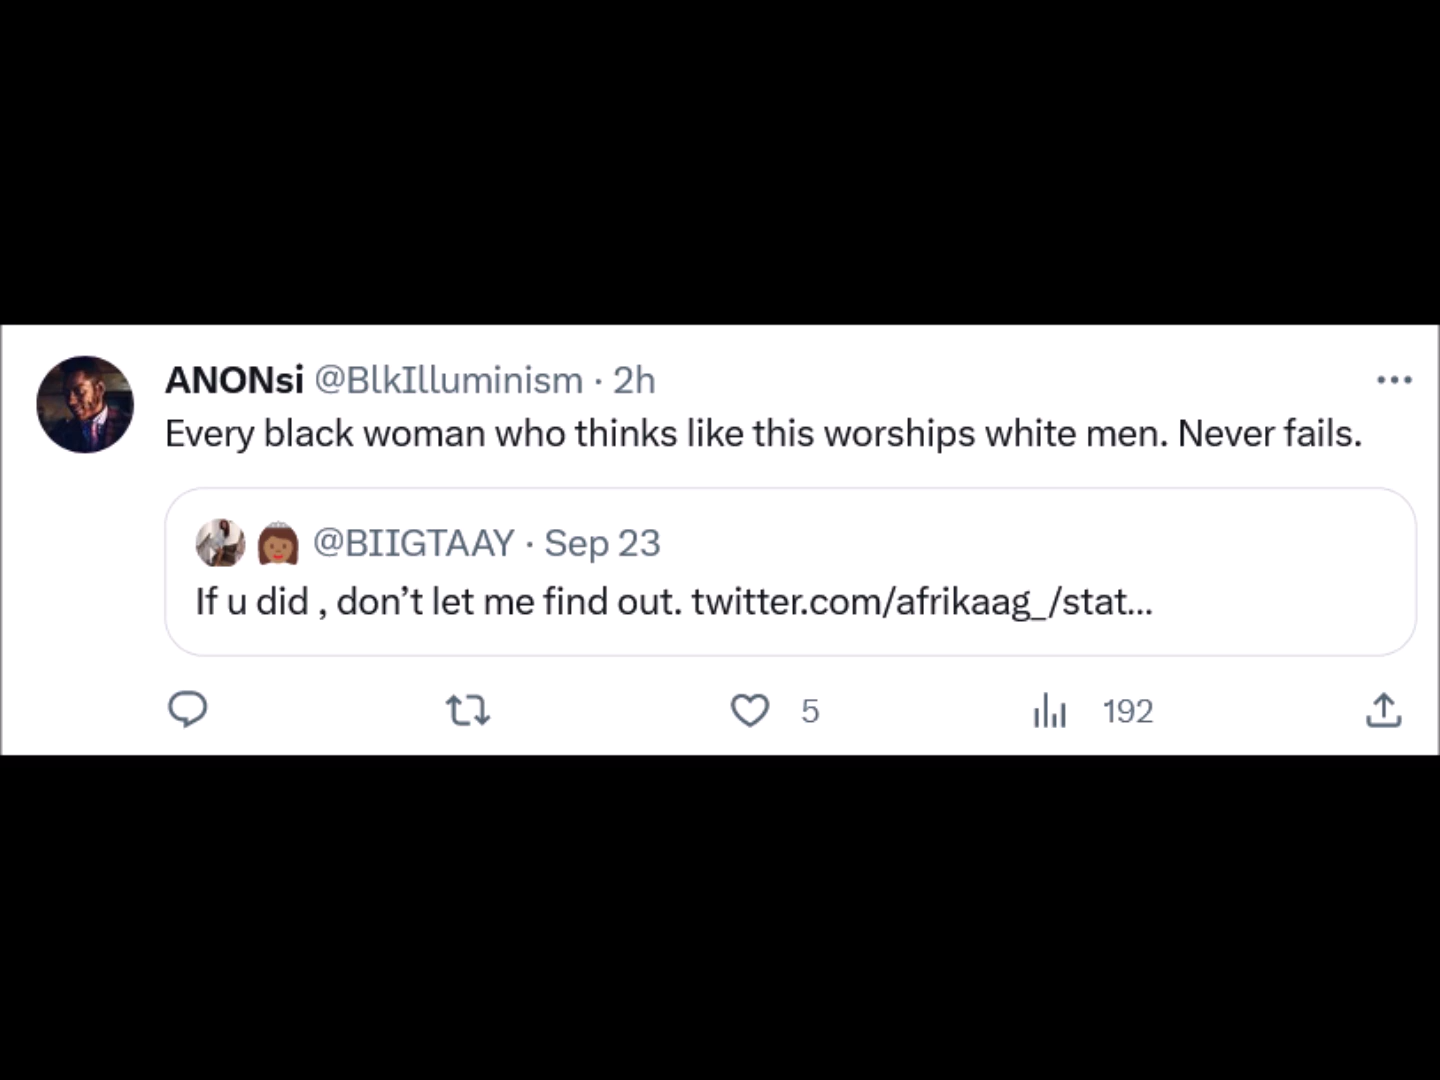 ANONsi @BlkIlluminism · 2h
Every black woman who thinks like this worships white men. Never fails.
@BIIGTAAY · Sep 23
If u did , don’t let me find out. twitter.com/afrikaag_/stat...
5 192